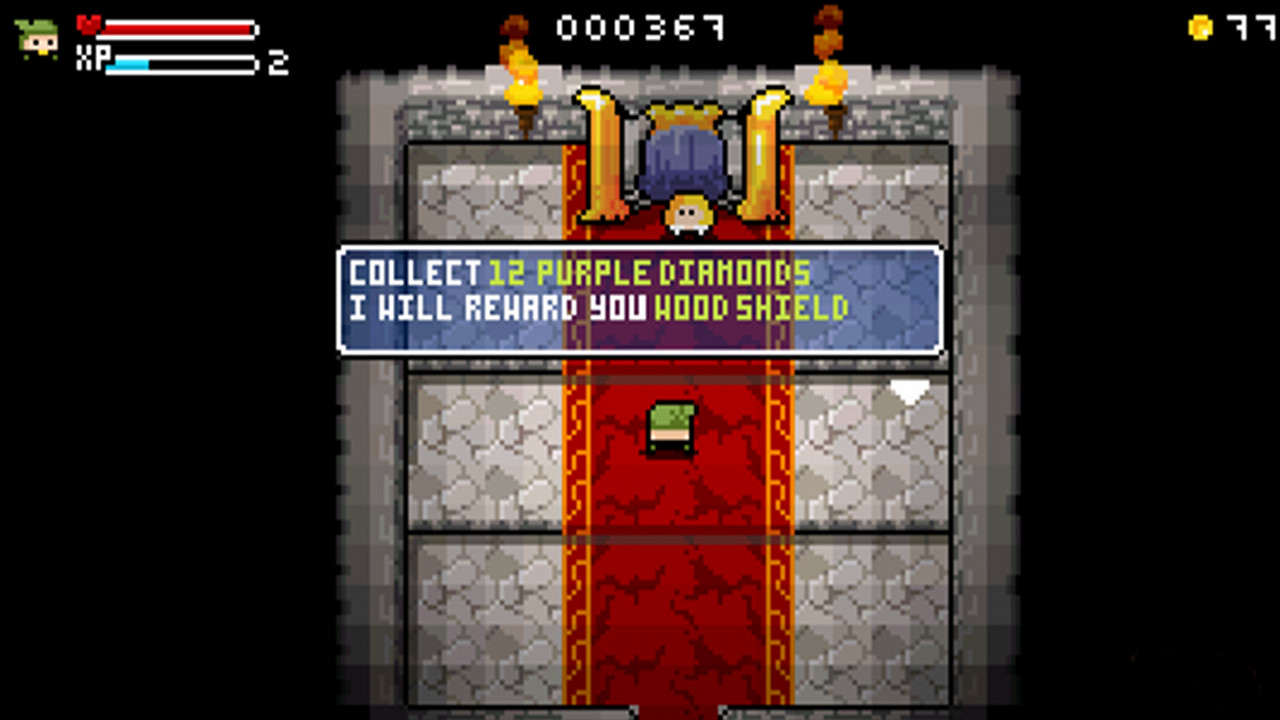 000367
77
XP 2
COLLECT 12 PURPLE DIAMONDS
I WILL REWARD YOU WOOD SHIELD